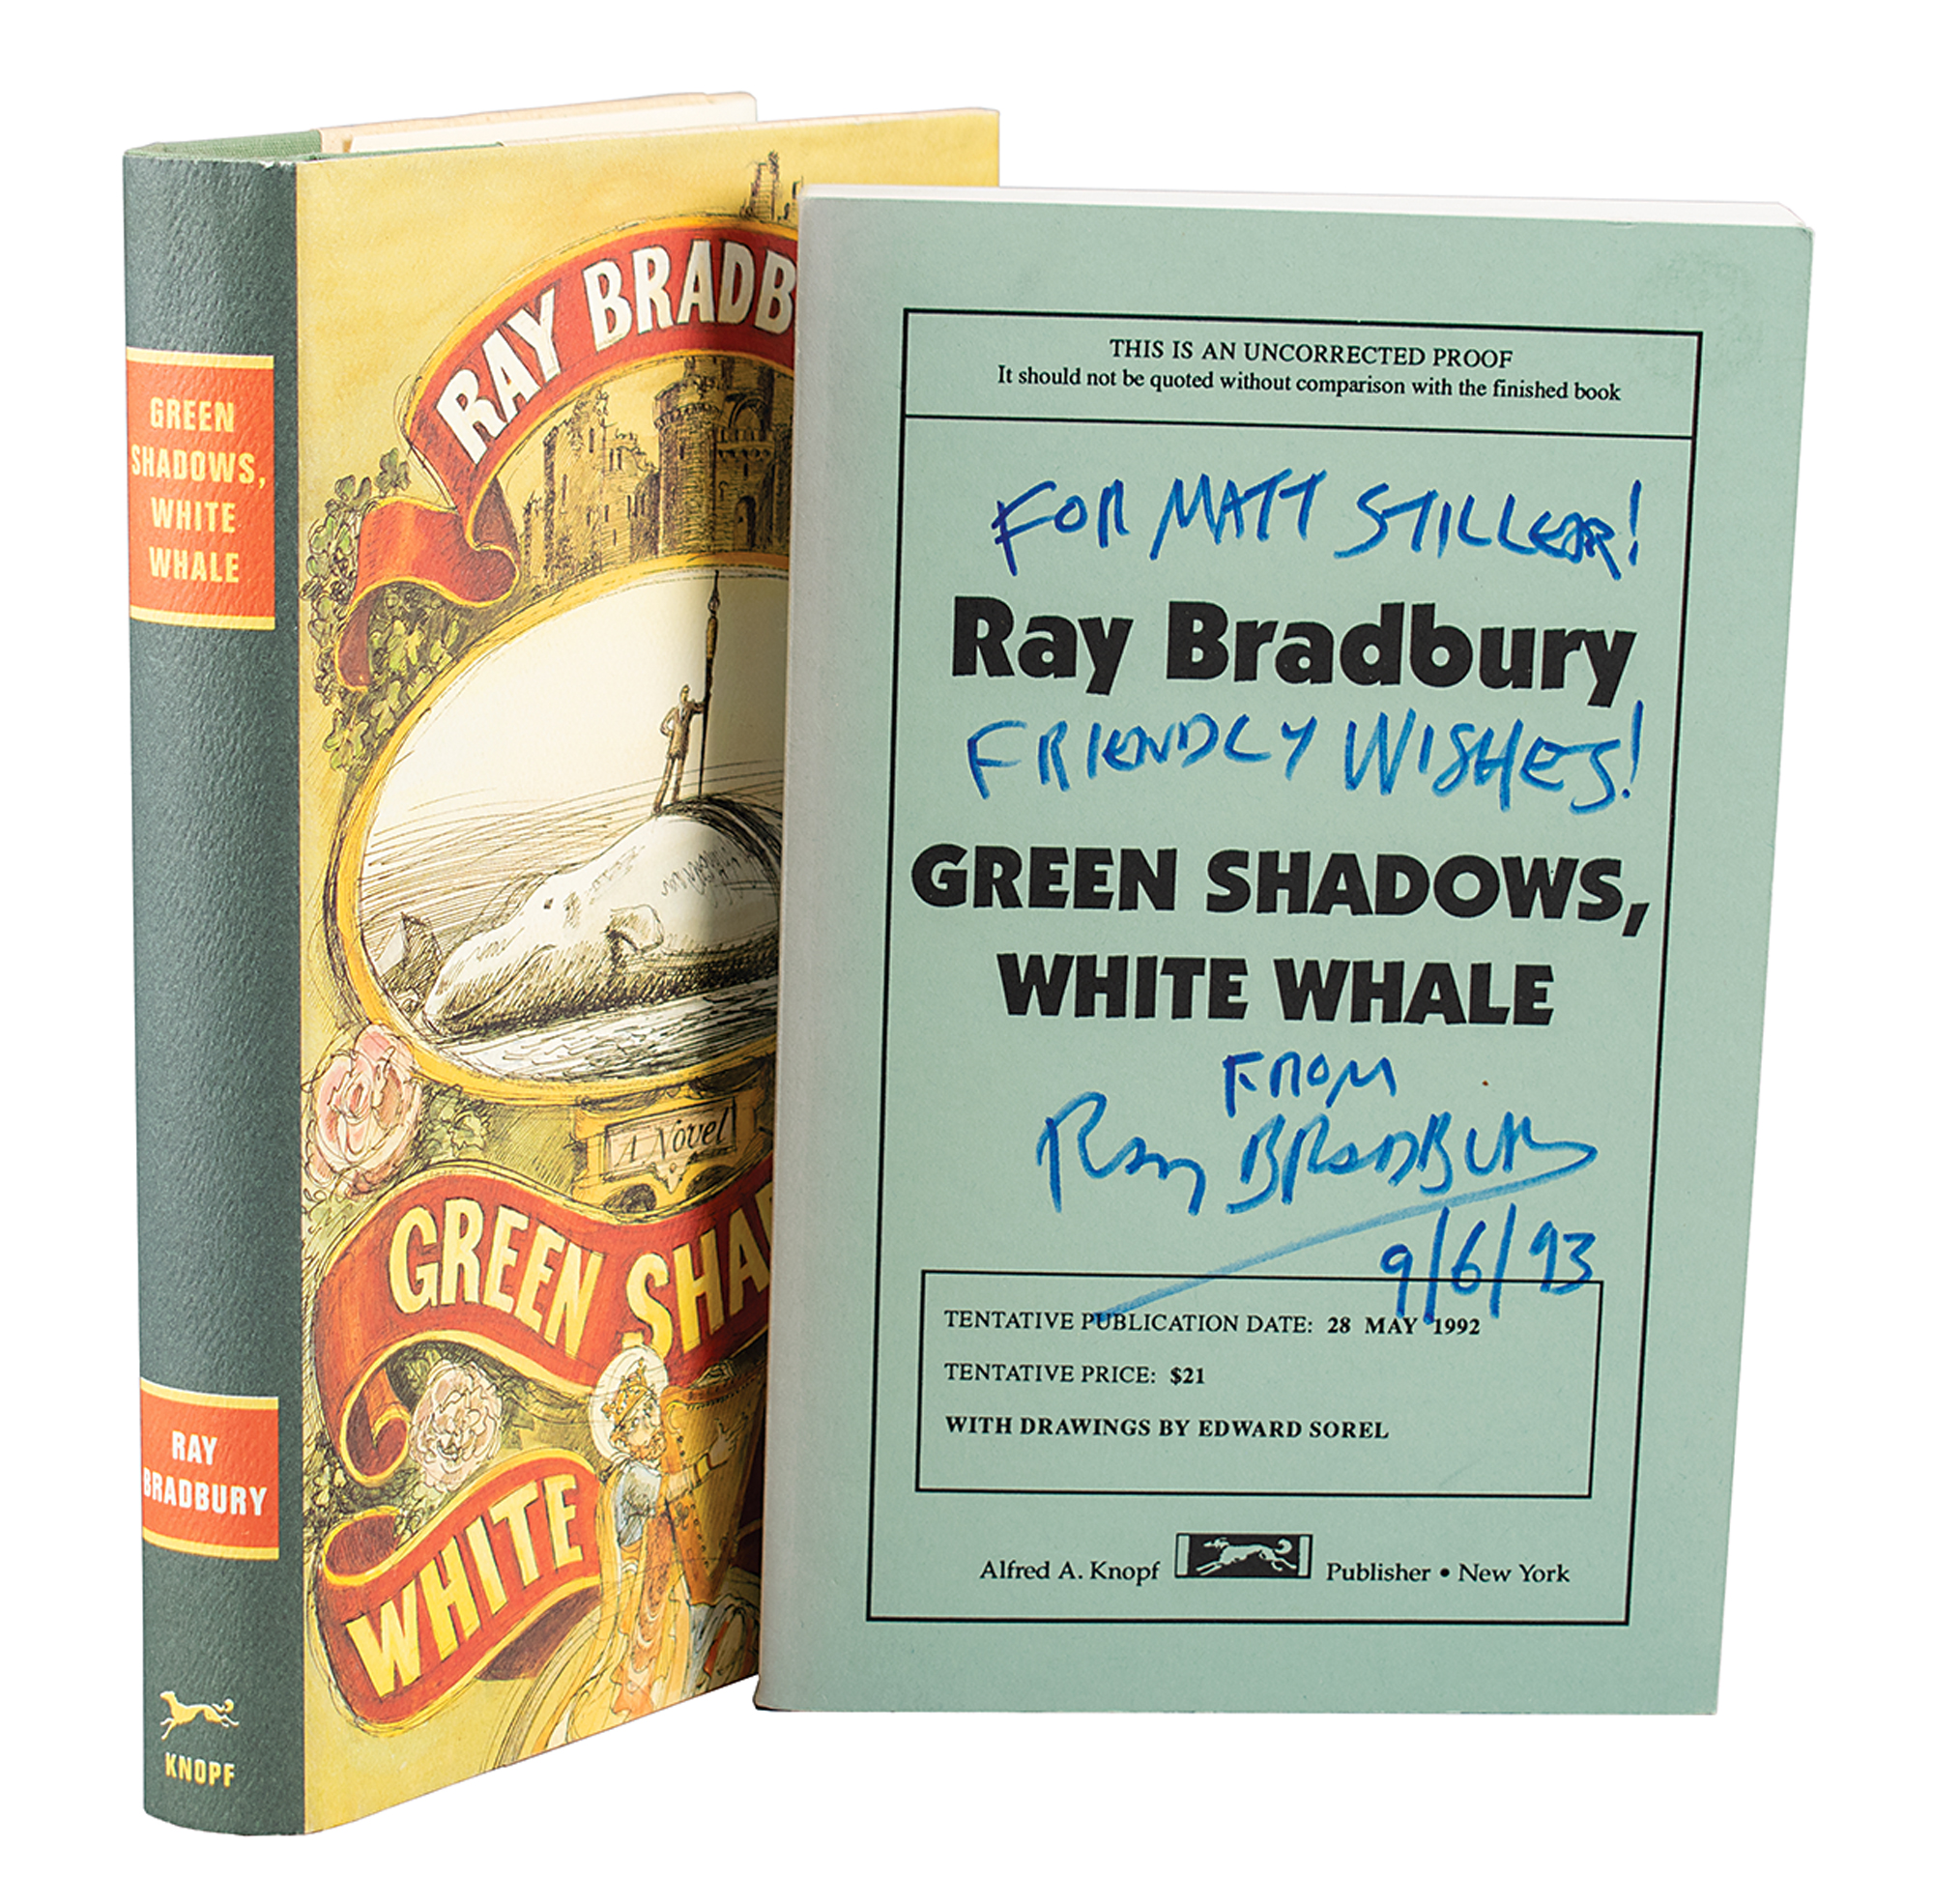 GREEN
SHADOWS,
WHITE
WHALE
RAY
BRADBURY
KNOPF
RAY BRADB
A Novel
GREEN SHAD
WHITE
THIS IS AN UNCORRECTED PROOF
It should not be quoted without comparison with the finished book
FOR MATT
Ray Bradbury
FRIENDLY WISHES!
GREEN SHADOWS,
WHITE WHALE
FROM
RAY BRADBURY
9/6/93
TENTATIVE PUBLICATION DATE: 28 MAY 1992
TENTATIVE PRICE: $21
WITH DRAWINGS BY EDWARD SOREL
Alfred A. Knopf Publisher • New York